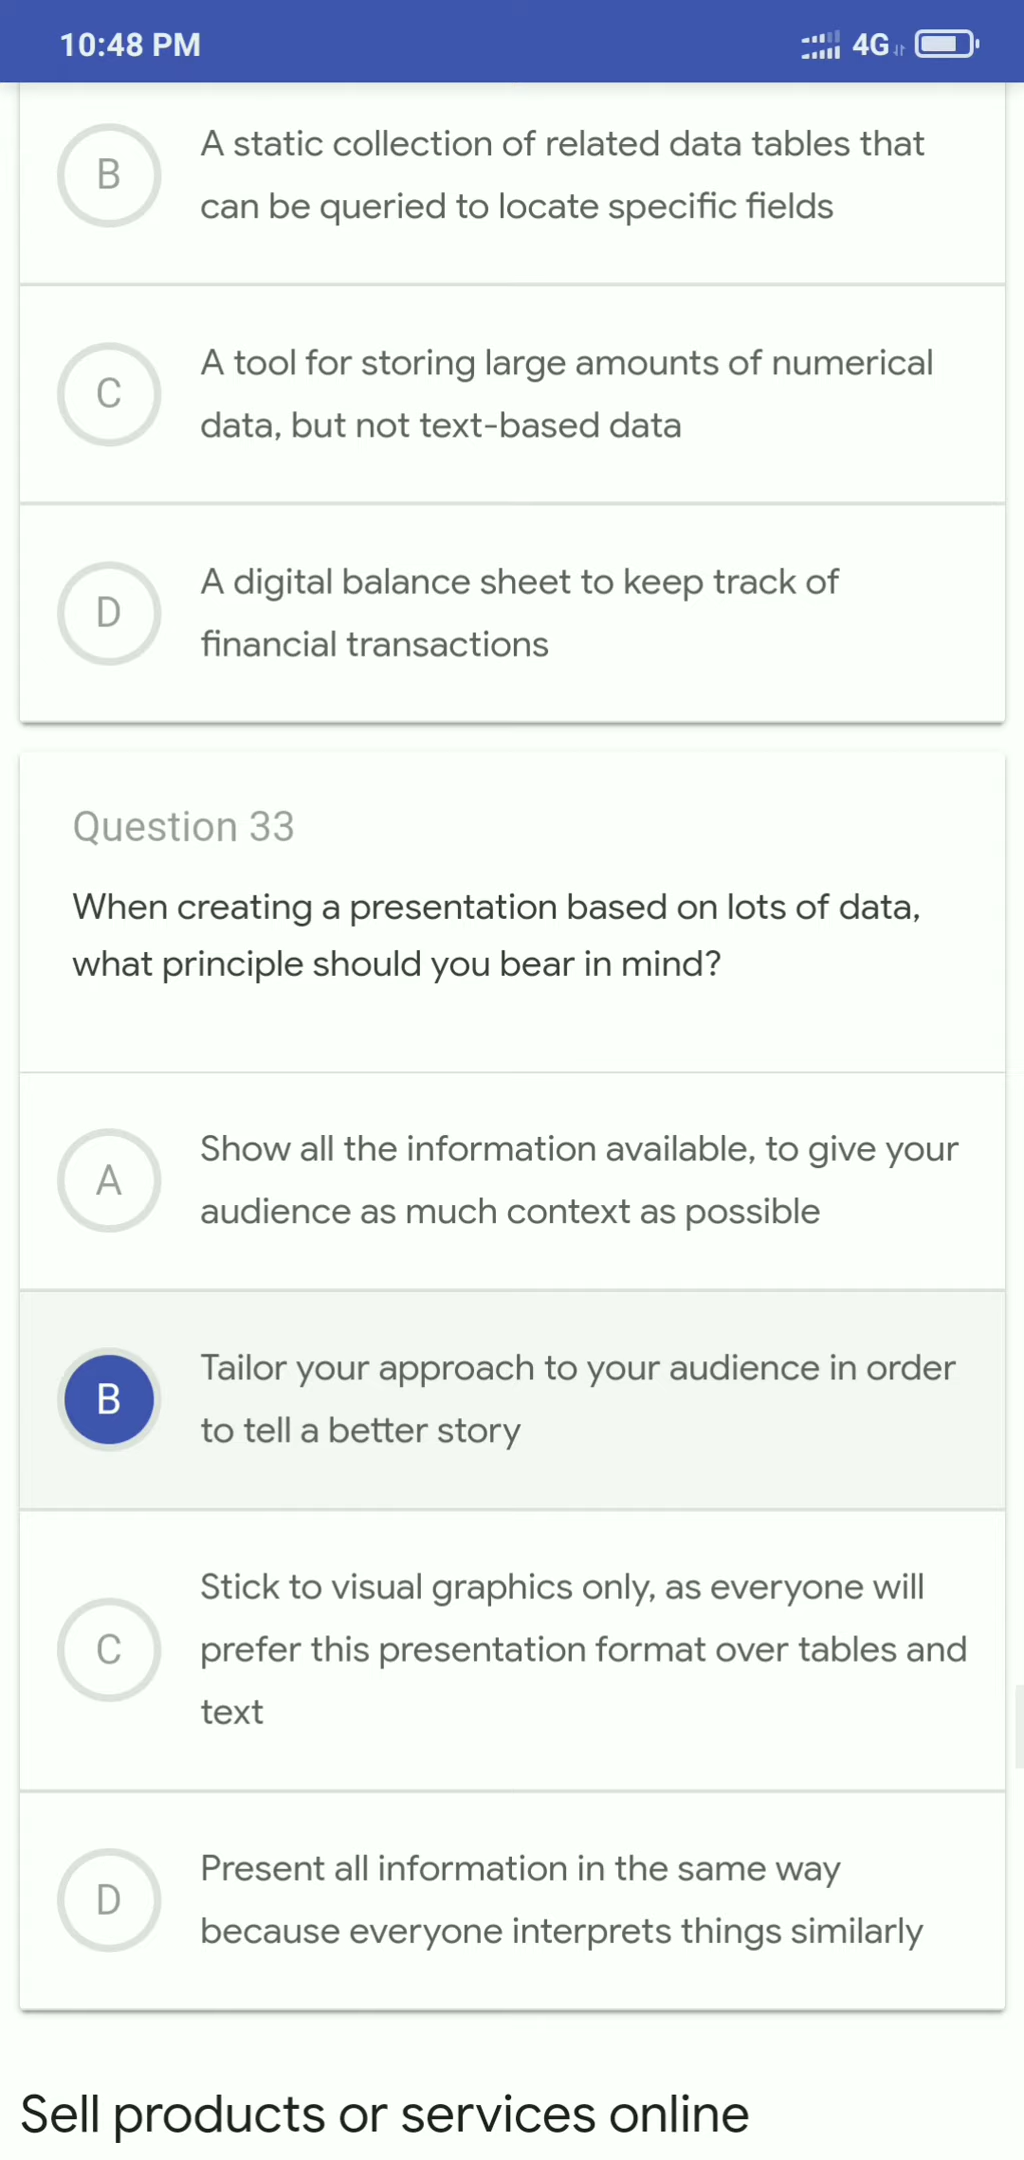 10:48 PM
4G
B
A static collection of related data tables that
can be queried to locate specific fields
C
A tool for storing large amounts of numerical
data, but not text-based data
D
A digital balance sheet to keep track of
financial transactions
Question 33
When creating a presentation based on lots of data,
what principle should you bear in mind?
A
Show all the information available, to give your
audience as much context as possible
B
Tailor your approach to your audience in order
to tell a better story
C
Stick to visual graphics only, as everyone will
prefer this presentation format over tables and
text
D
Present all information in the same way
because everyone interprets things similarly
Sell products or services online